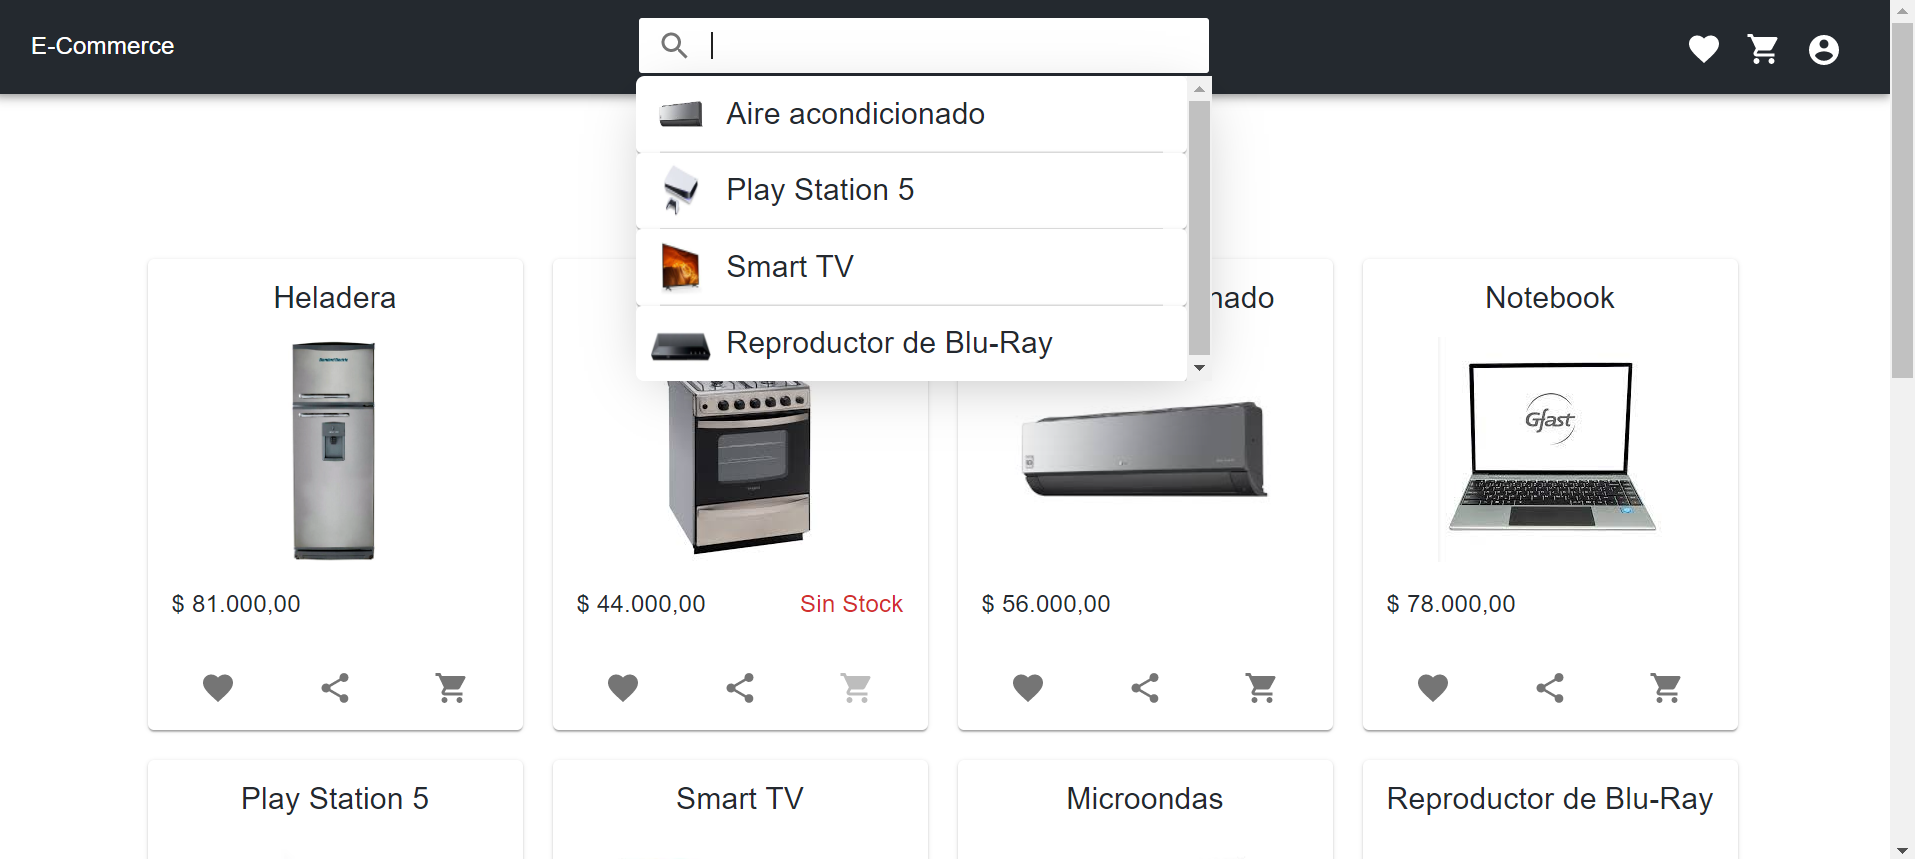 E-Commerce
Aire acondicionado
Play Station 5
Smart TV
Reproductor de Blu-Ray
Heladera
nado
Notebook
Gfast
$ 81.000,00
$ 44.000,00
Sin Stock
$ 56.000,00
$ 78.000,00
Play Station 5
Smart TV
Microondas
Reproductor de Blu-Ray